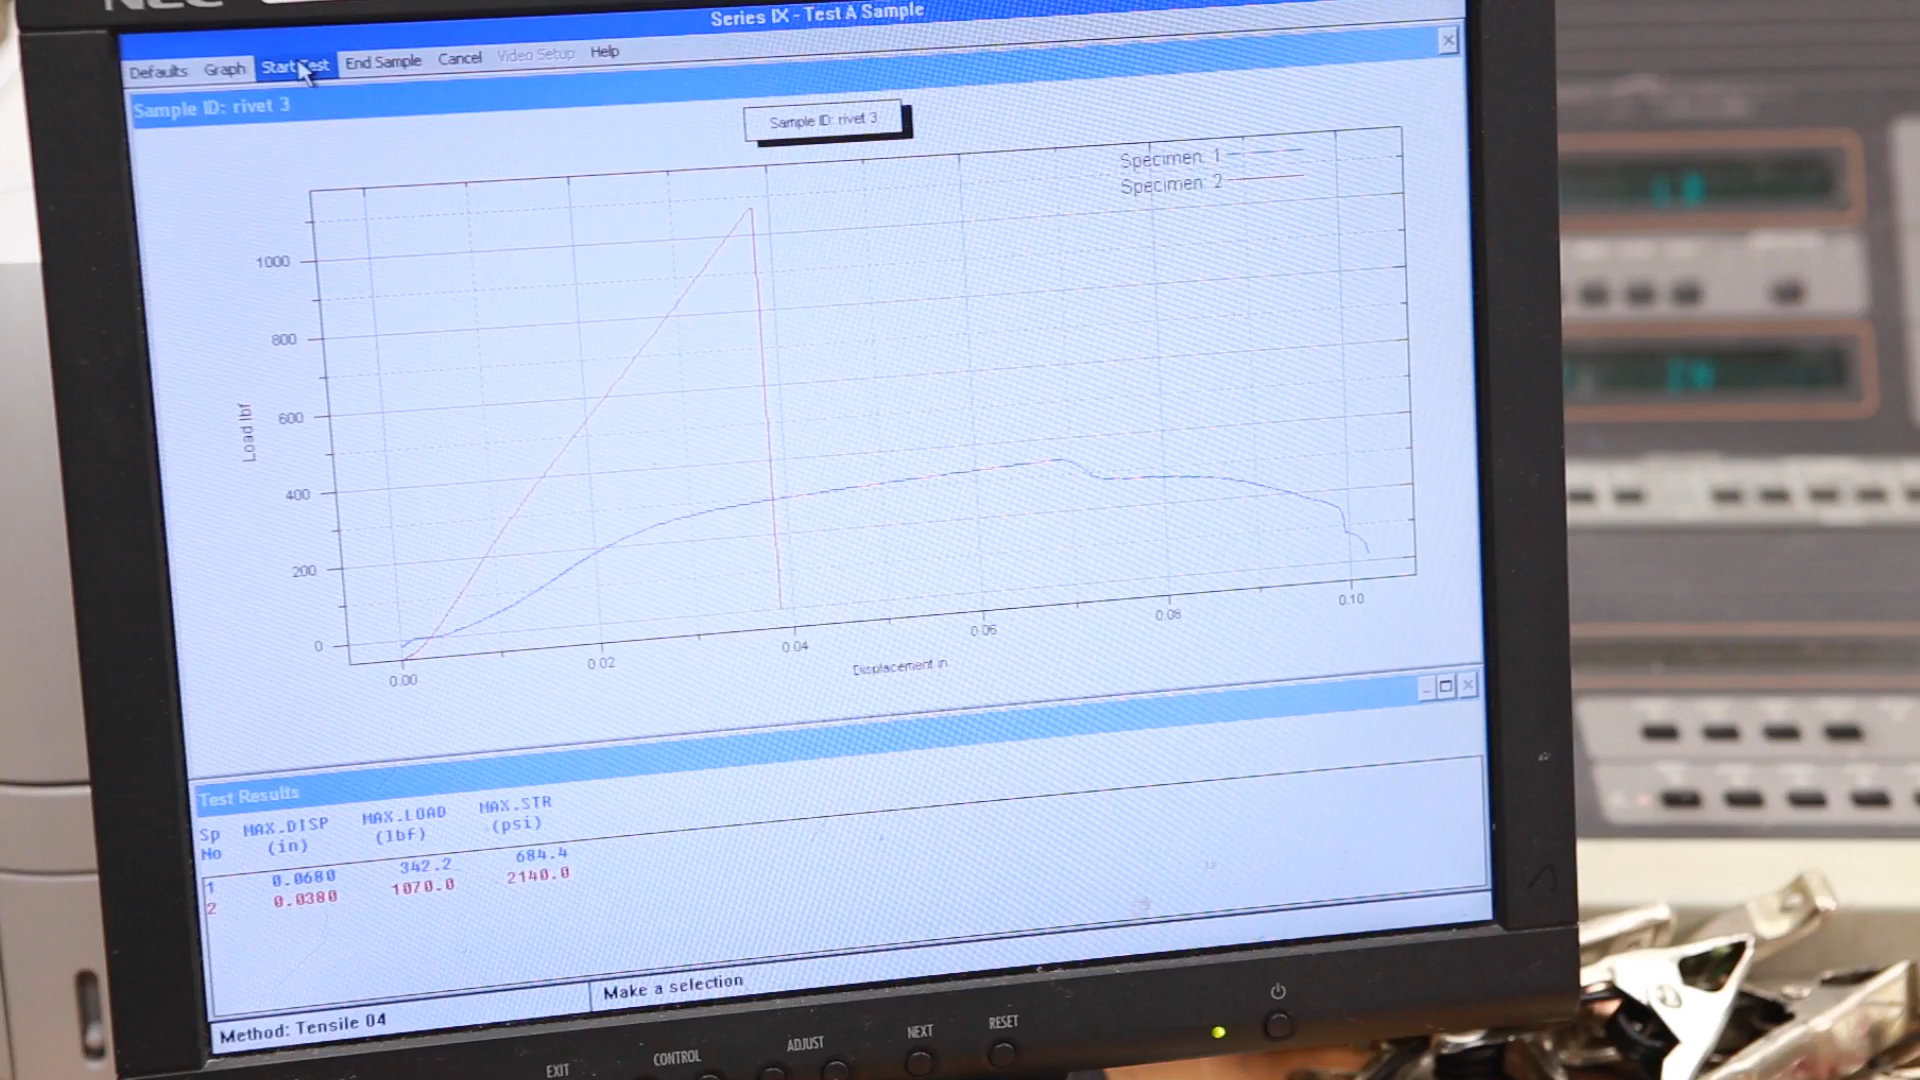 NEC
Series IX - Test A Sample
Defaults Graph Start Test End Sample Cancel Video Setup Help
Sample ID: rivet 3
Sample ID: rivet 3
Specimen 1
Specimen 2
1000
800
600
400
200
0
Load lbf
0.00 0.02 0.04 0.06 0.08 0.10
Displacement in
Test Results
Sp MAX.DISP MAX.LOAD MAX.STR
No (in) (lbf) (psi)
1 0.0680 342.2 684.4
2 0.0380 1070.0 2140.0
Make a selection
Method: Tensile 04
EXIT CONTROL ADJUST NEXT RESET